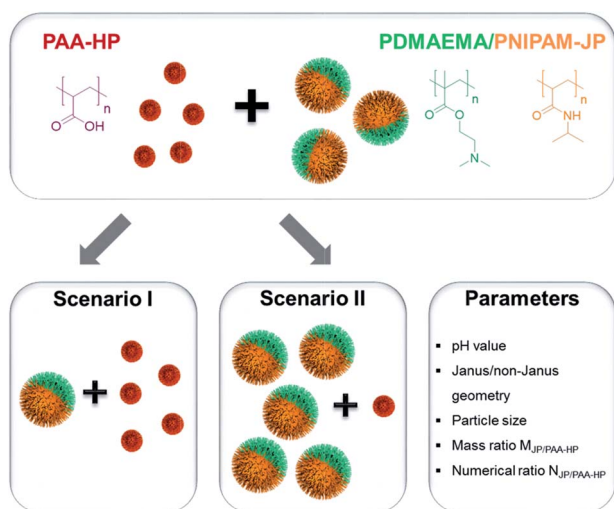 PAA-HP
PDMAEMA/PNIPAM-JP
n
O
OH
+
n
O
O
N
n
O
NH
Scenario I
+
Scenario II
+
Parameters
▪ pH value
▪ Janus/non-Janus
geometry
▪ Particle size
▪ Mass ratio M_JP/PAA-HP
▪ Numerical ratio N_JP/PAA-HP